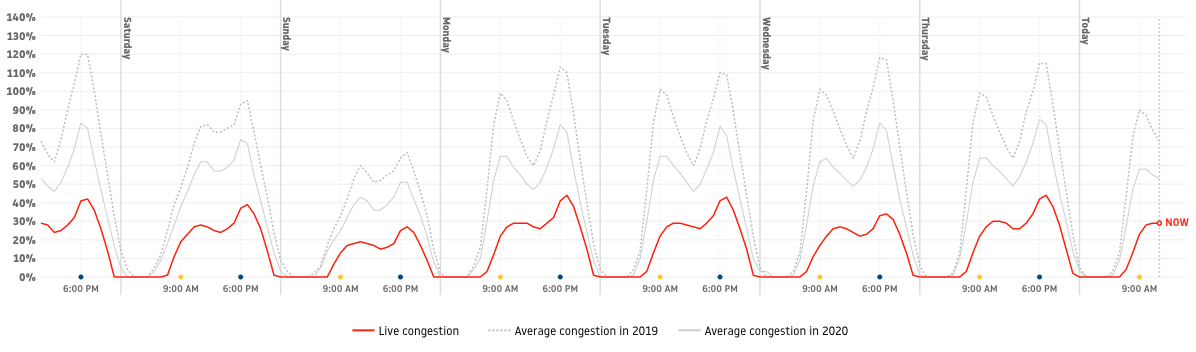 140%
130%
120%
110%
100%
90%
80%
70%
60%
50%
40%
30%
20%
10%
0%
Saturday
Sunday
Monday
Tuesday
Wednesday
Thursday
Today
NOW
6:00 PM 9:00 AM 6:00 PM 9:00 AM 6:00 PM 9:00 AM 6:00 PM 9:00 AM 6:00 PM 9:00 AM 6:00 PM 9:00 AM 6:00 PM 9:00 AM
Live congestion Average congestion in 2019 Average congestion in 2020